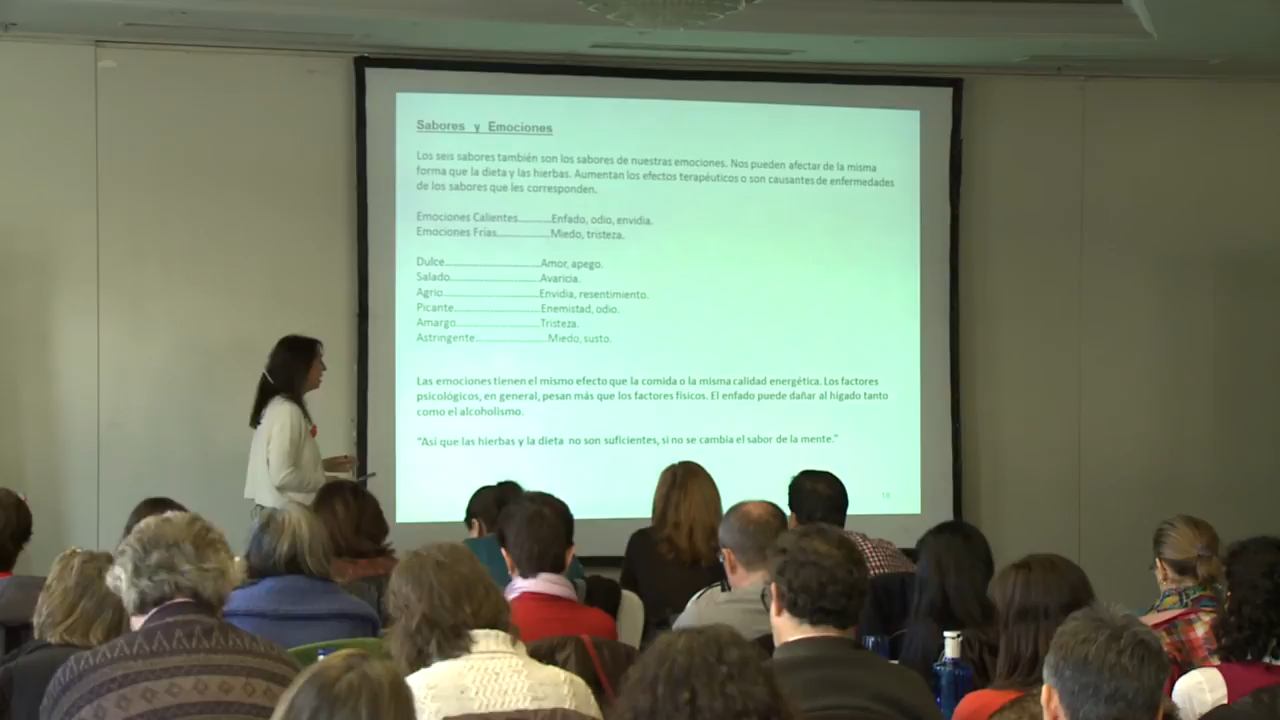 Sabores y Emociones
Los seis sabores también son los sabores de nuestras emociones. Nos pueden afectar de la misma
forma que la dieta y las hierbas. Aumentan los efectos terapéuticos o son causantes de enfermedades
de los sabores que les corresponden.
Emociones Calientes............Enfado, odio, envidia.
Emociones Frias....................Miedo, tristeza.
Dulce....................................Amor, apego.
Salado..................................Avaricia.
Agrio....................................Envidia, resentimiento.
Picante.................................Enemistad, odio.
Amargo................................Tristeza.
Astringente...........................Miedo, susto.
Las emociones tienen el mismo efecto que la comida o la misma calidad energética. Los factores
psicológicos, en general, pesan más que los factores físicos. El enfado puede dañar al hígado tanto
como el alcoholismo.
"Así que las hierbas y la dieta no son suficientes, si no se cambia el sabor de la mente."
18